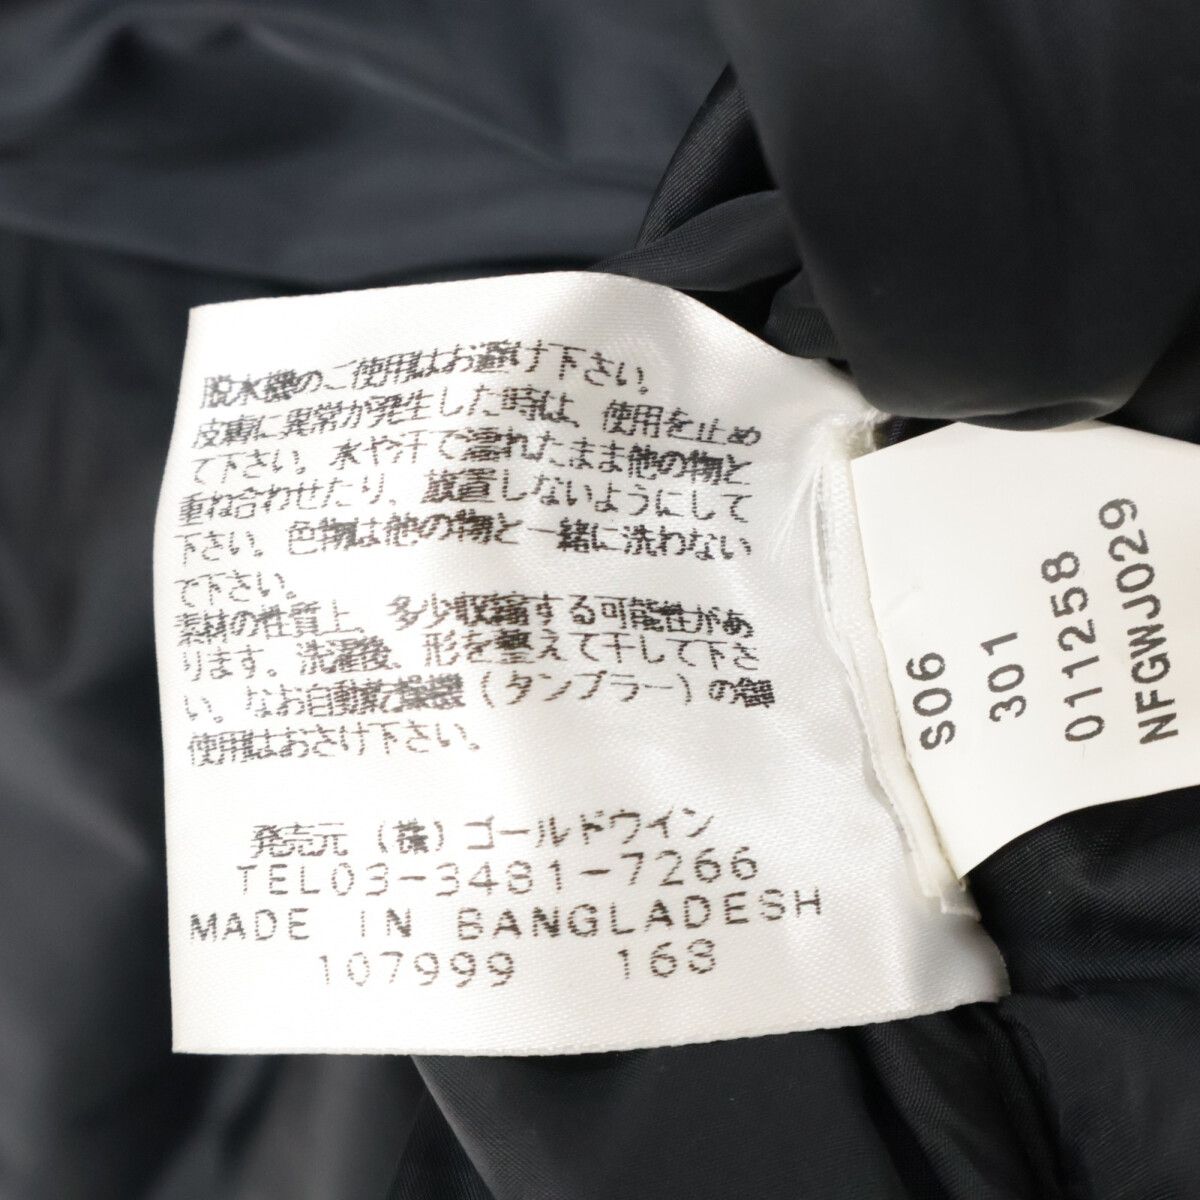 脱水機のご使用はお避け下さい。
皮膚に異常が発生した時は、使用を止め
て下さい。水や汗で濡れたまま他の物と
重ね合わせたり、放置しないようにして
下さい。色物は他の物と一緒に洗わない
で下さい。
素材の性質上、多少収縮する可能性があ
ります。洗濯後、形を整えて干して下さ
い。なお自動乾燥機(タンブラー)の御
使用はおさけ下さい。
発売元(株)ゴールドウイン
TEL03-3481-7266
MADE IN BANGLADESH
107999 163
S06
301
011258
NFGWJ029